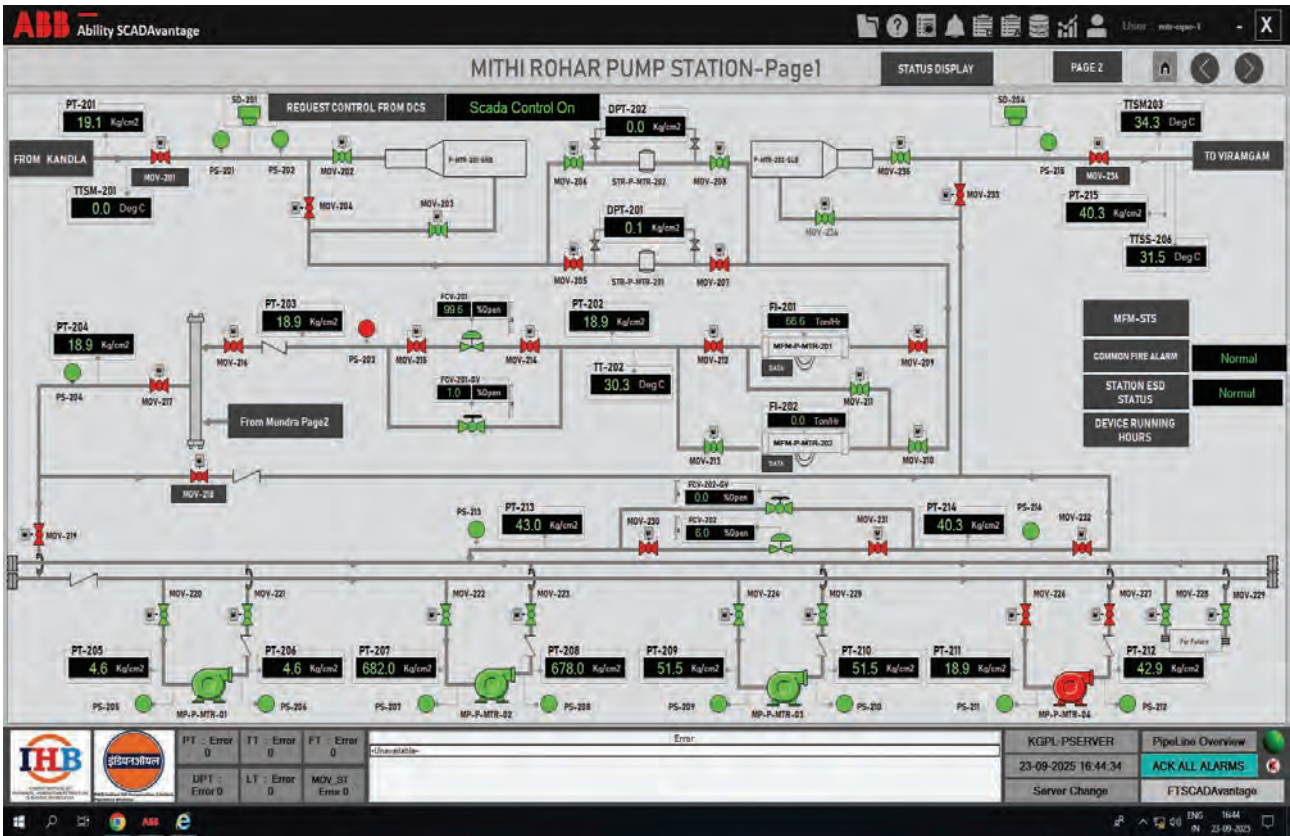 ABB Ability SCADAvantage
User
X
MITHI ROHAR PUMP STATION-Page1
STATUS DISPLAY
PAGE 2
PT-201
19.1 Kg/cm2
SD-201
REQUEST CONTROL FROM DCS
Scada Control On
DPT-202
0.0 Kg/cm2
SD-204
TTSM203
34.3 Deg C
FROM KANDLA
MOV-201
PS-201
PS-202
MOV-202
P-MTR-201-SRB
MOV-206
STR-P-MTR-202
MOV-208
MOV-235
PS-215
TO VIRAMGAM
TTSM-201
0.0 Deg C
MOV-204
MOV-203
DPT-201
0.1 Kg/cm2
MOV-233
MOV-234
PT-215
40.3 Kg/cm2
TTSS-206
31.5 Deg C
MOV-205
STR-P-MTR-201
MOV-207
PT-204
18.9 Kg/cm2
PT-203
18.9 Kg/cm2
FCV-201
99.6 %Open
PT-202
18.9 Kg/cm2
FI-201
66.6 Ton/Hr
MFM-STS
PS-204
MOV-217
MOV-216
PS-203
MOV-215
MOV-214
MOV-212
MFM-P-MTR-201
DATA
MOV-209
COMMON FIRE ALARM
Normal
TT-202
30.3 Deg C
FCV-201-GV
1.0 %Open
MOV-211
STATION ESD STATUS
Normal
From Mundra Page2
FI-202
0.0 Ton/Hr
DEVICE RUNNING HOURS
MOV-213
MFM-P-MTR-202
DATA
MOV-210
MOV-218
FCV-202-GV
0.0 %Open
MOV-219
PS-213
PT-213
43.0 Kg/cm2
MOV-230
FCV-202
6.0 %Open
MOV-231
PT-214
40.3 Kg/cm2
PS-214
MOV-232
MOV-220
MOV-221
MOV-222
MOV-223
MOV-224
MOV-225
MOV-226
MOV-227
MOV-228
MOV-229
For Future
PT-205
4.6 Kg/cm2
PT-206
4.6 Kg/cm2
PT-207
682.0 Kg/cm2
PT-208
678.0 Kg/cm2
PT-209
51.5 Kg/cm2
PT-210
51.5 Kg/cm2
PT-211
18.9 Kg/cm2
PT-212
42.9 Kg/cm2
PS-205
MP-P-MTR-01
PS-206
PS-207
MP-P-MTR-02
PS-208
PS-209
MP-P-MTR-03
PS-210
PS-211
MP-P-MTR-04
PS-212
IHB
इंडियनऑयल
PT : Error 0
TT : Error 0
FT : Error 0
DPT : Error 0
LT : Error 0
MOV_ST Error 0
Error
<Unavailable>
KGPL-PSERVER
PipeLine Overview
23-09-2025 16:44:34
ACK ALL ALARMS
Server Change
FTSCADAvantage
ABB
ENG
IN
16:44
23-09-2025